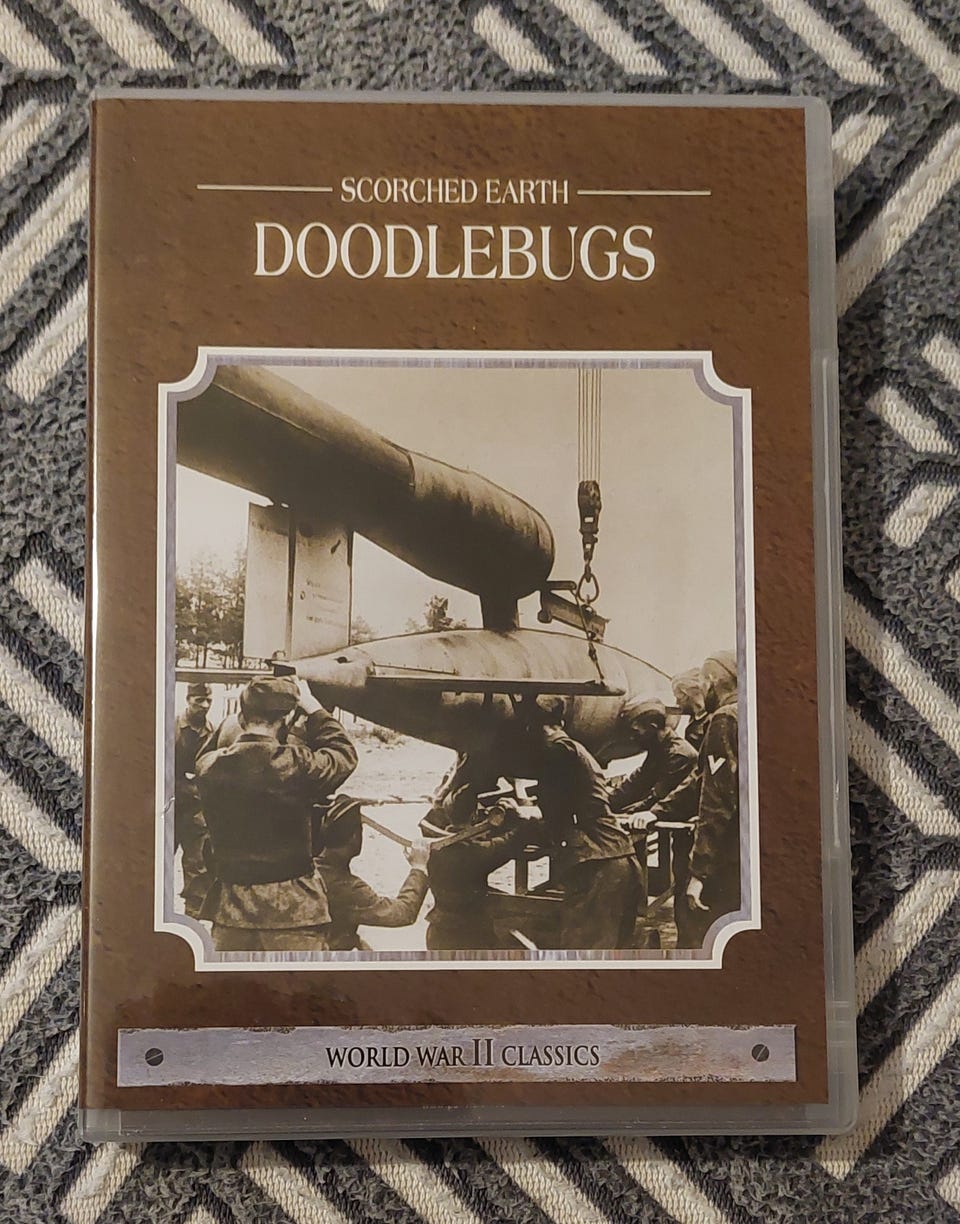 SCORCHED EARTH
DOODLEBUGS
WORLD WAR II CLASSICS